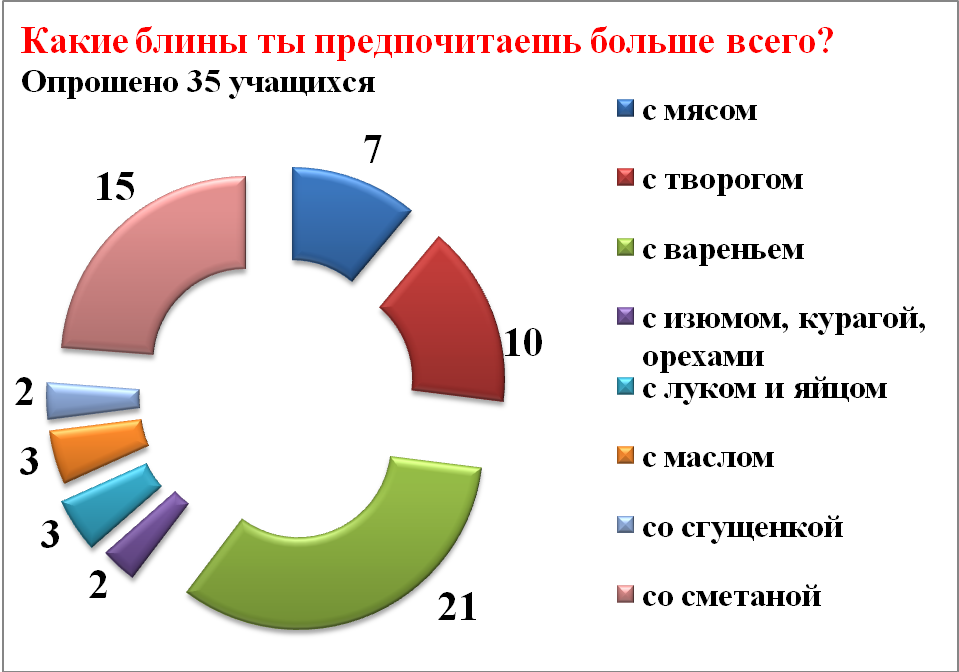 Какие блины ты предпочитаешь больше всего?
Опрошено 35 учащихся
7
15
10
2
3
3
2
21
с мясом
с творогом
с вареньем
с изюмом, курагой,
орехами
с луком и яйцом
с маслом
со сгущенкой
со сметаной